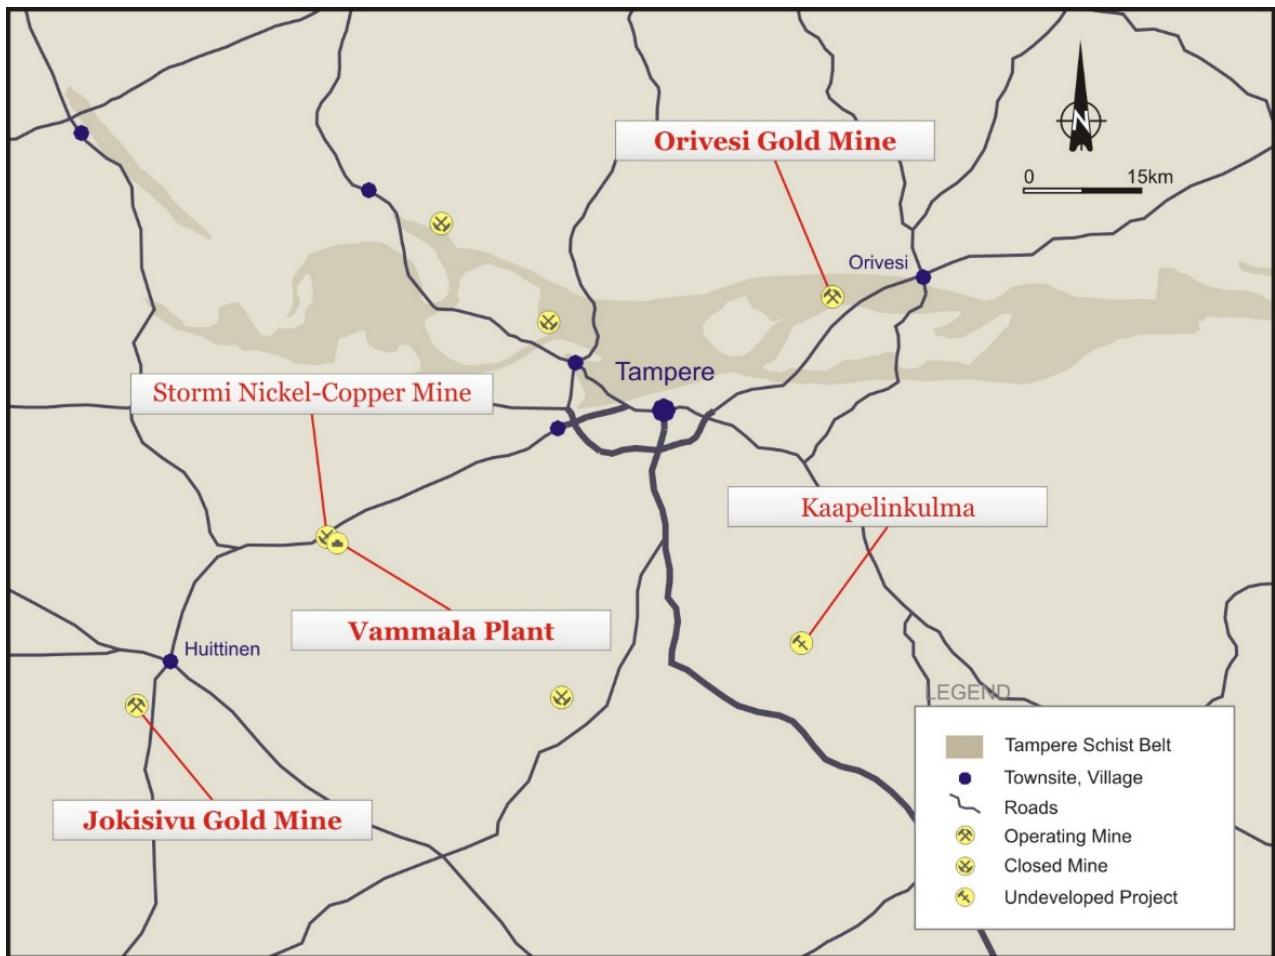 Orivesi Gold Mine
N
0 15km
Orivesi
Tampere
Stormi Nickel-Copper Mine
Kaapelinkulma
Vammala Plant
Huittinen
Jokisivu Gold Mine
LEGEND
Tampere Schist Belt
Townsite, Village
Roads
Operating Mine
Closed Mine
Undeveloped Project